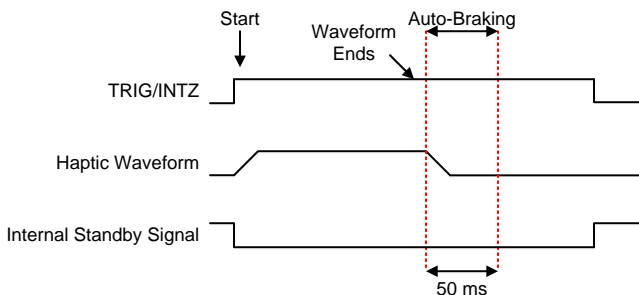 Start
Auto-Braking
Waveform
Ends
TRIG/INTZ
Haptic Waveform
Internal Standby Signal
50 ms